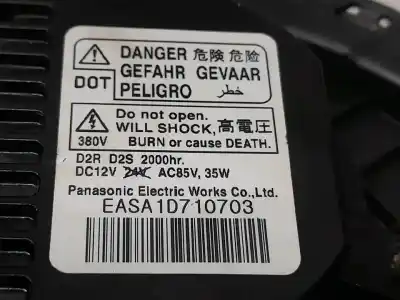 DANGER 危険 危险
GEFAHR GEVAAR
DOT PELIGRO خطر
Do not open.
WILL SHOCK, 高電圧
380V BURN or cause DEATH.
D2R D2S 2000hr.
DC12V 24V AC85V, 35W
Panasonic Electric Works Co.,Ltd.
EASA1D710703